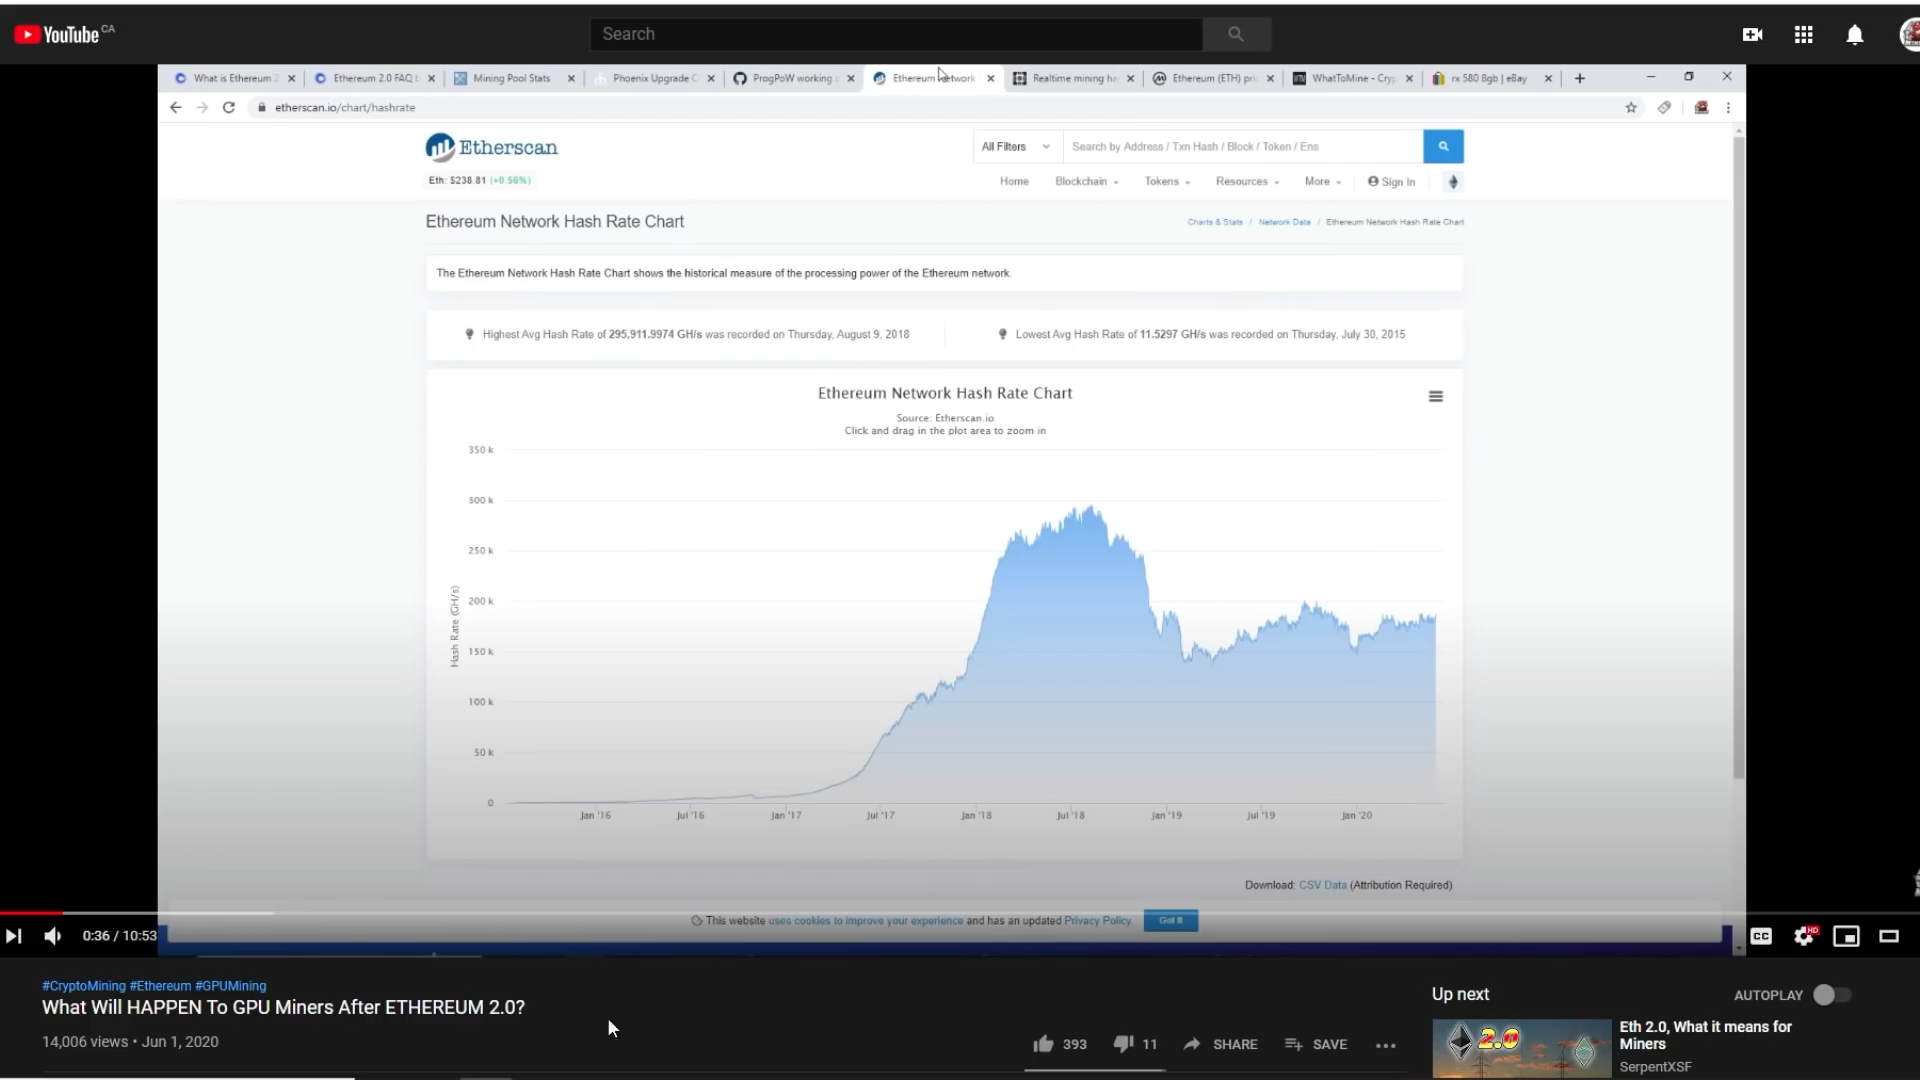 YouTube CA
Search
What is Ethereum 2
Ethereum 2.0 FAQ
Mining Pool Stats
Phoenix Upgrade
ProgPoW working
Ethereum Network
Realtime mining ha
Ethereum (ETH) pri
WhatToMine - Cryp
rx 580 8gb | eBay
etherscan.io/chart/hashrate
Etherscan
All Filters
Search by Address / Txn Hash / Block / Token / Ens
Eth: $238.81 (+0.56%)
Home Blockchain Tokens Resources More Sign In
Ethereum Network Hash Rate Chart
Charts & Stats / Network Data / Ethereum Network Hash Rate Chart
The Ethereum Network Hash Rate Chart shows the historical measure of the processing power of the Ethereum network.
Highest Avg Hash Rate of 295,911.9974 GH/s was recorded on Thursday, August 9, 2018
Lowest Avg Hash Rate of 11.5297 GH/s was recorded on Thursday, July 30, 2015
Ethereum Network Hash Rate Chart
Source: Etherscan.io
Click and drag in the plot area to zoom in
350 k
300 k
250 k
200 k
150 k
100 k
50 k
0
Hash Rate (GH/s)
Jan '16 Jul '16 Jan '17 Jul '17 Jan '18 Jul '18 Jan '19 Jul '19 Jan '20
Download: CSV Data (Attribution Required)
This website uses cookies to improve your experience and has an updated Privacy Policy.
Got It
0:36 / 10:53
CC
HD
#CryptoMining #Ethereum #GPUMining
What Will HAPPEN To GPU Miners After ETHEREUM 2.0?
14,006 views • Jun 1, 2020
393
11
SHARE
SAVE
Up next
AUTOPLAY
2.0
Eth 2.0, What it means for
Miners
SerpentXSF